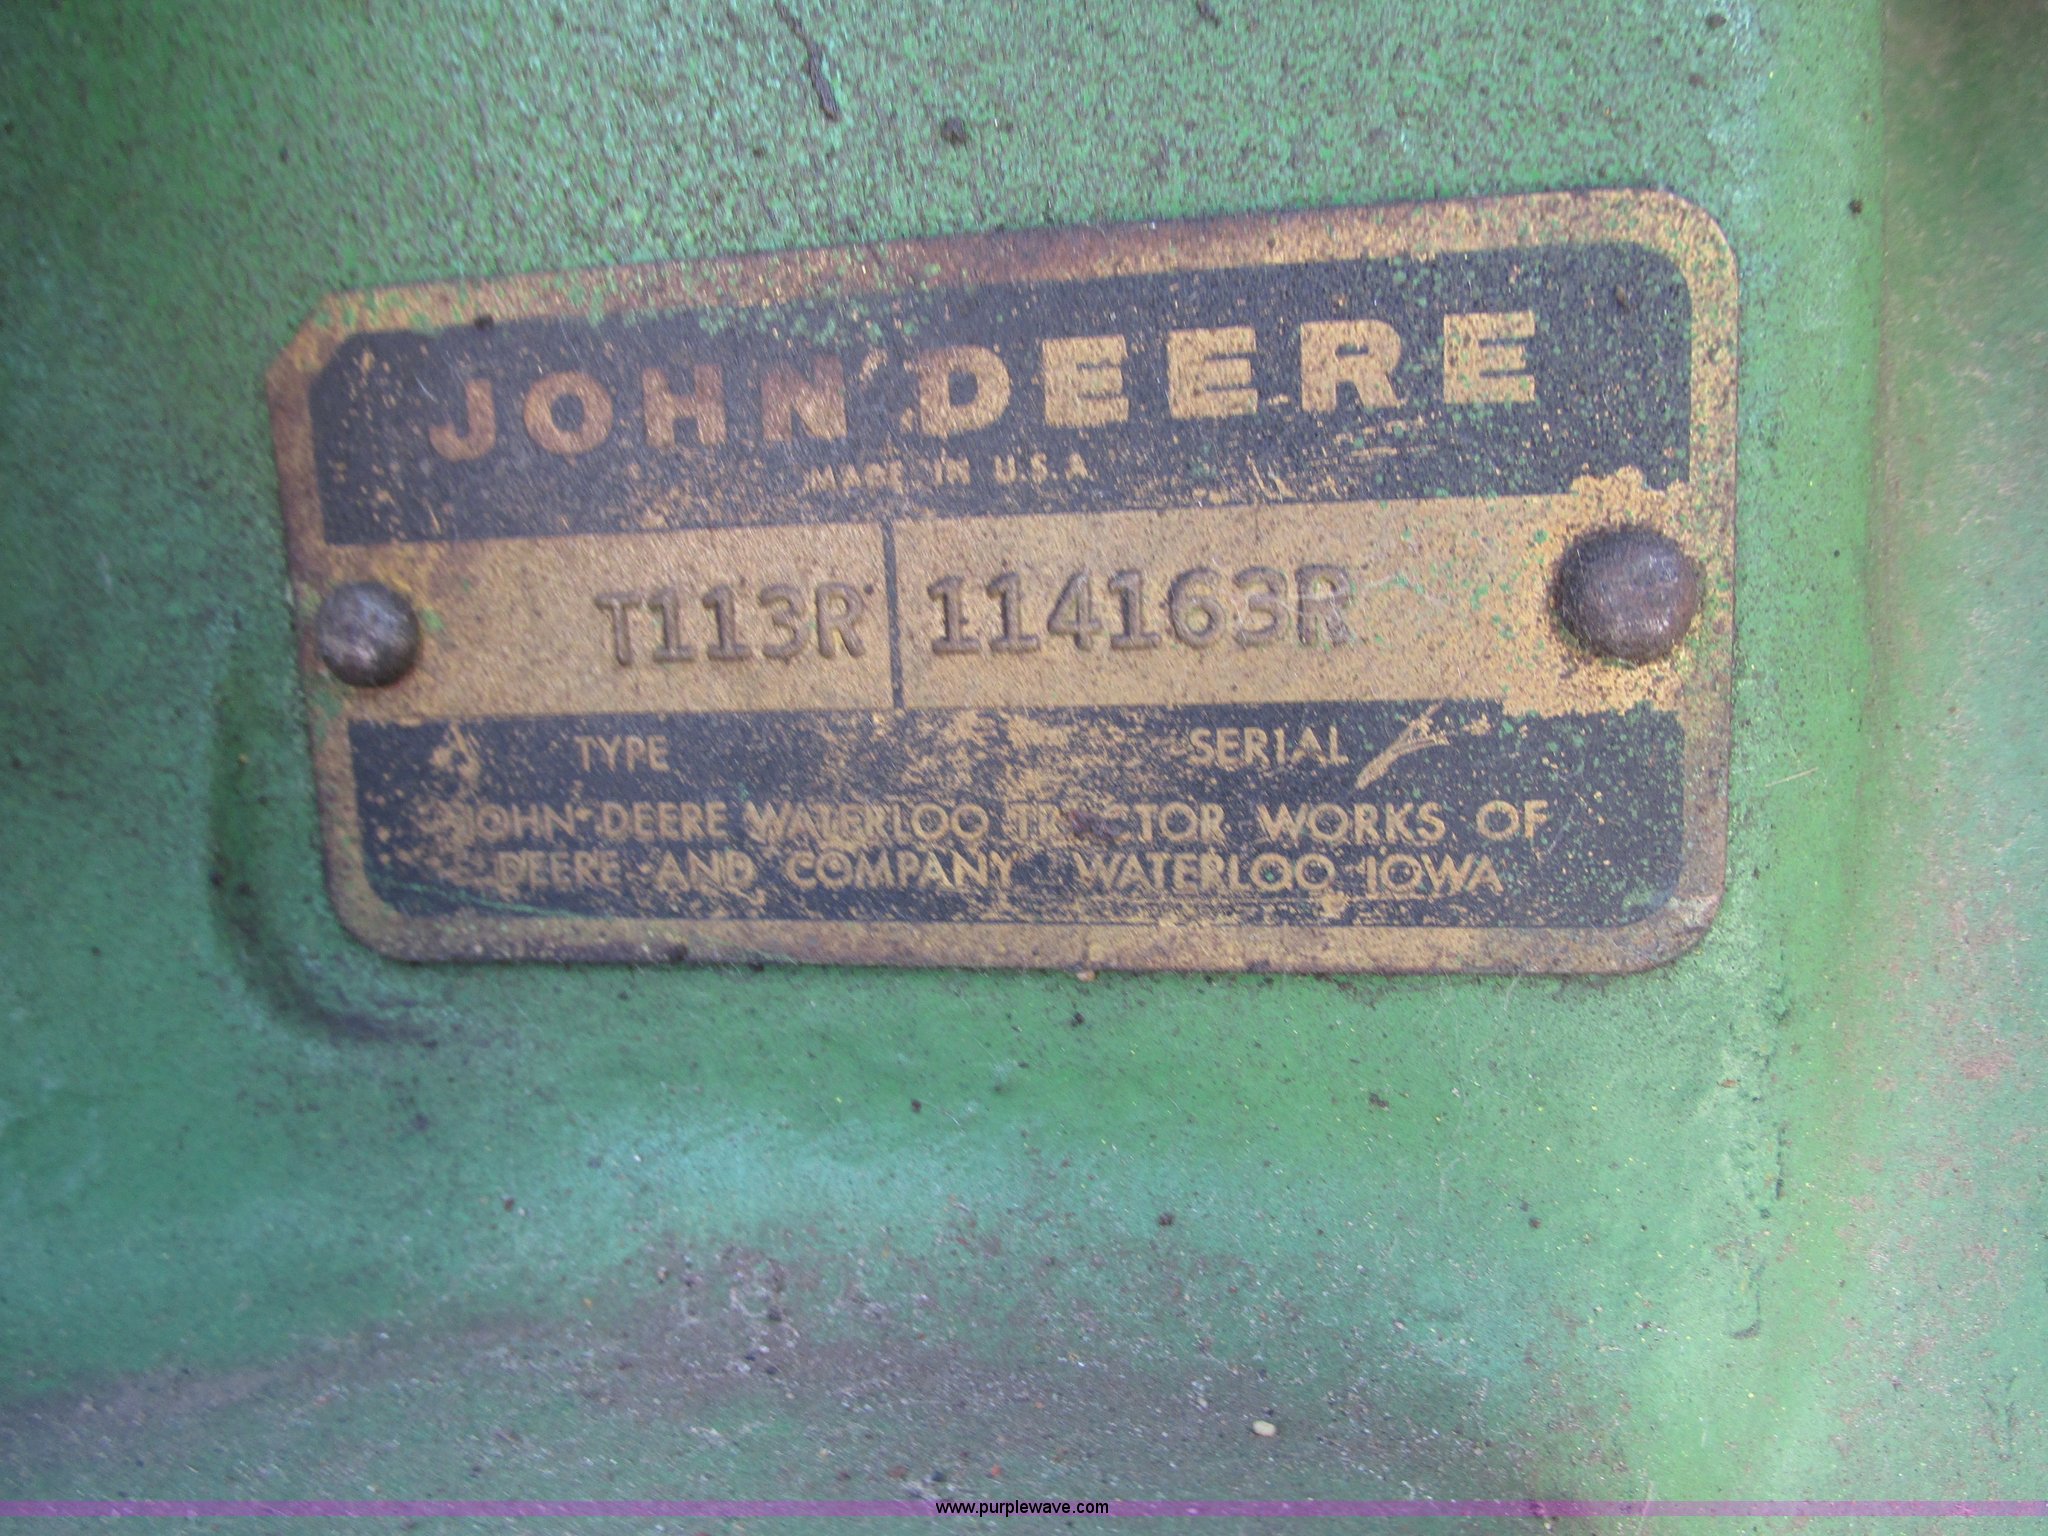 JOHN DEERE
MADE IN U.S.A
T113R 114163R
TYPE SERIAL
JOHN DEERE WATERLOO TRACTOR WORKS OF
DEERE AND COMPANY WATERLOO IOWA
www.purplewave.com